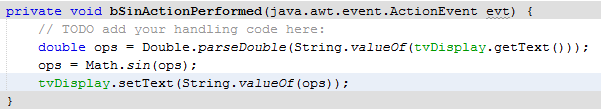 private void bSinActionPerformed(java.awt.event.ActionEvent evt) {
// TODO add your handling code here:
double ops = Double.parseDouble(String.valueOf(tvDisplay.getText()));
ops = Math.sin(ops);
tvDisplay.setText(String.valueOf(ops));
}